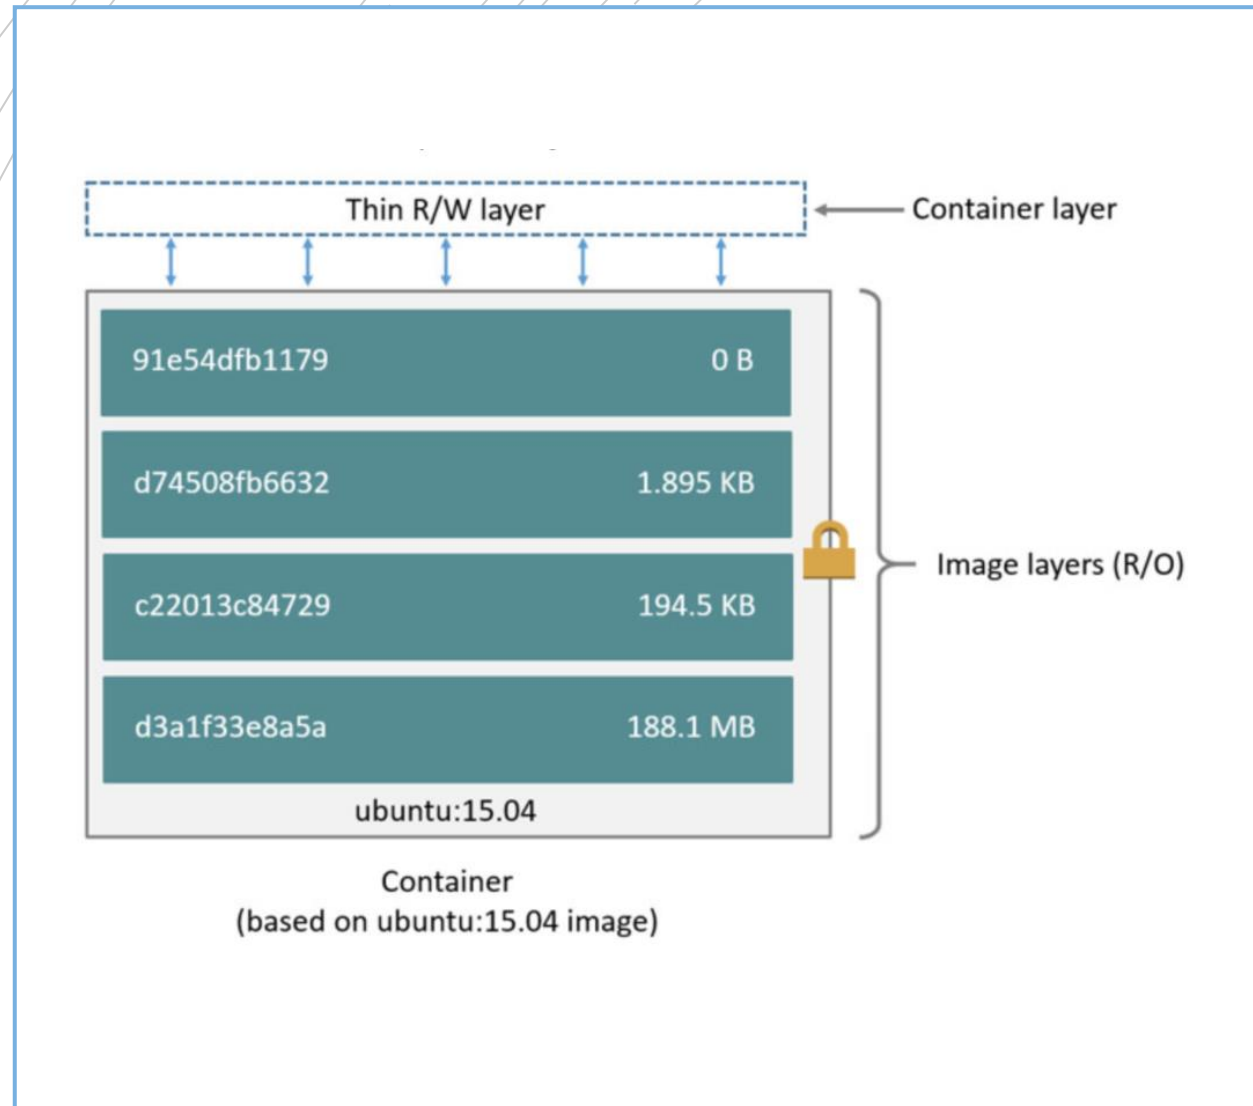 Thin R/W layer
Container layer
91e54dfb1179 0 B
d74508fb6632 1.895 KB
c22013c84729 194.5 KB
Image layers (R/O)
d3a1f33e8a5a 188.1 MB
ubuntu:15.04
Container
(based on ubuntu:15.04 image)